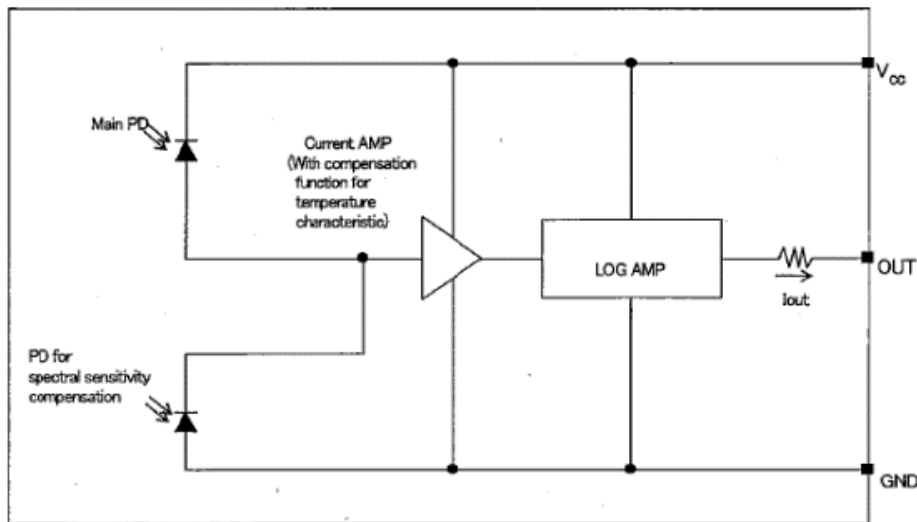 Vcc
Main PD
Current AMP
(With compensation
function for
temperature
characteristic)
OUT
LOG AMP
Iout
PD for
spectral sensitivity
compensation
GND